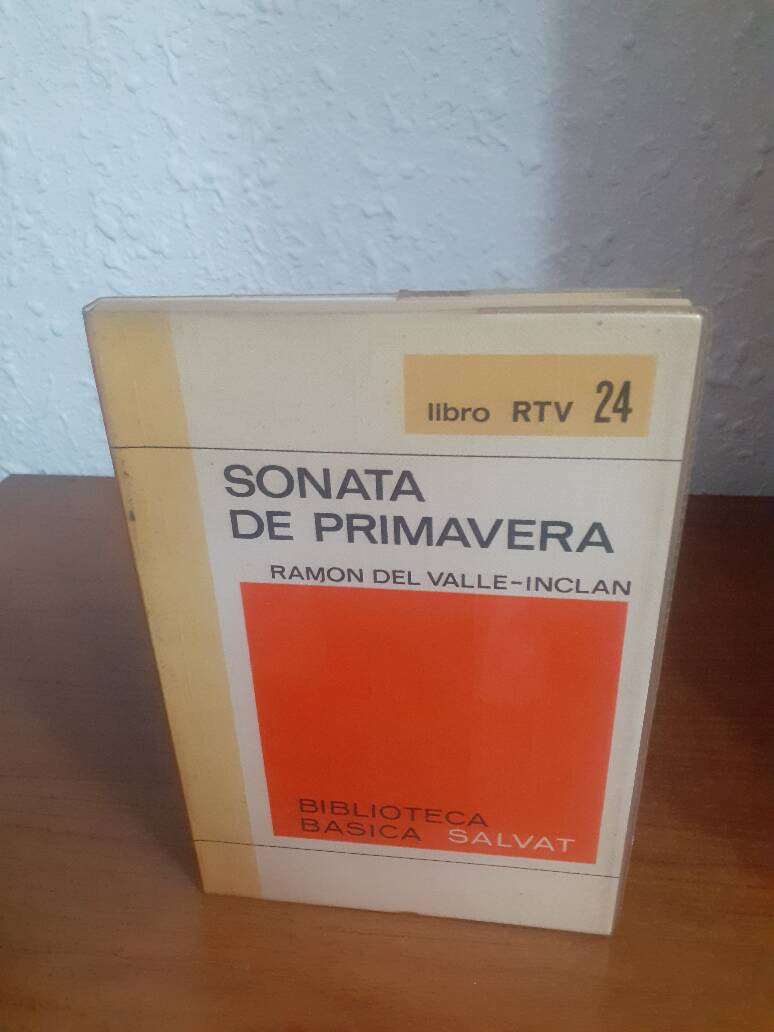 libro RTV 24
SONATA
DE PRIMAVERA
RAMON DEL VALLE-INCLAN
BIBLIOTECA
BASICA SALVAT